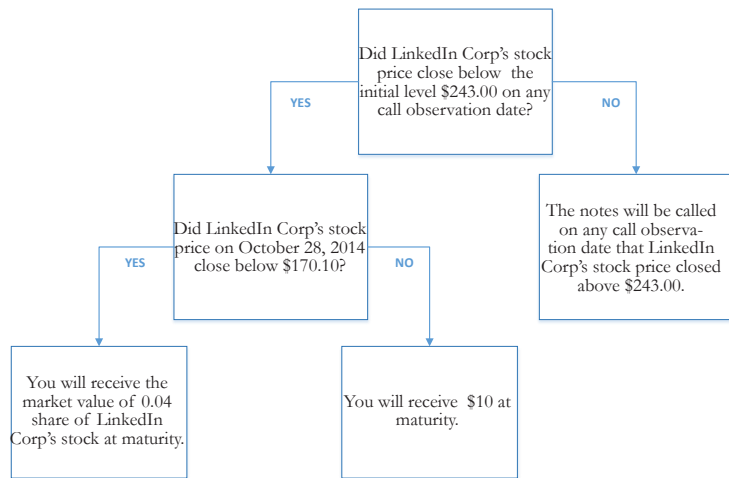 Did LinkedIn Corp's stock
price close below the
initial level $243.00 on any
call observation date?
YES
NO
Did LinkedIn Corp's stock
price on October 28, 2014
close below $170.10?
The notes will be called
on any call observa-
tion date that LinkedIn
Corp's stock price closed
above $243.00.
YES
NO
You will receive the
market value of 0.04
share of LinkedIn
Corp's stock at maturity.
You will receive $10 at
maturity.